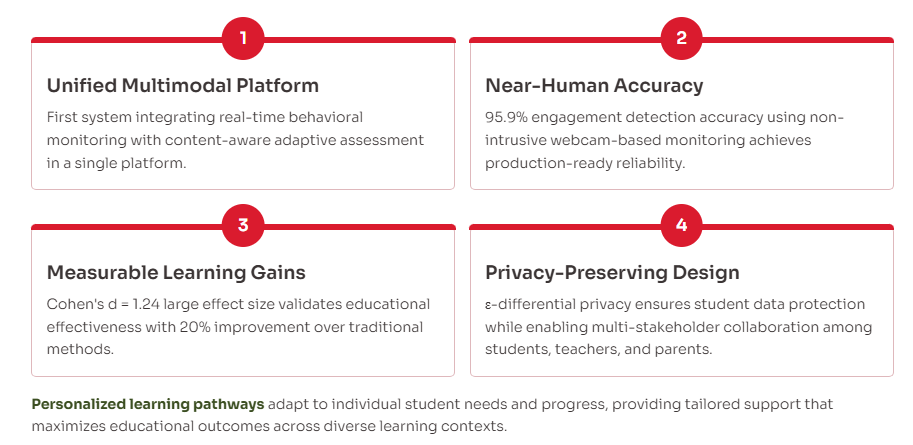 1
Unified Multimodal Platform
First system integrating real-time behavioral
monitoring with content-aware adaptive assessment
in a single platform.
2
Near-Human Accuracy
95.9% engagement detection accuracy using non-
intrusive webcam-based monitoring achieves
production-ready reliability.
3
Measurable Learning Gains
Cohen's d = 1.24 large effect size validates educational
effectiveness with 20% improvement over traditional
methods.
4
Privacy-Preserving Design
ε-differential privacy ensures student data protection
while enabling multi-stakeholder collaboration among
students, teachers, and parents.
Personalized learning pathways adapt to individual student needs and progress, providing tailored support that
maximizes educational outcomes across diverse learning contexts.